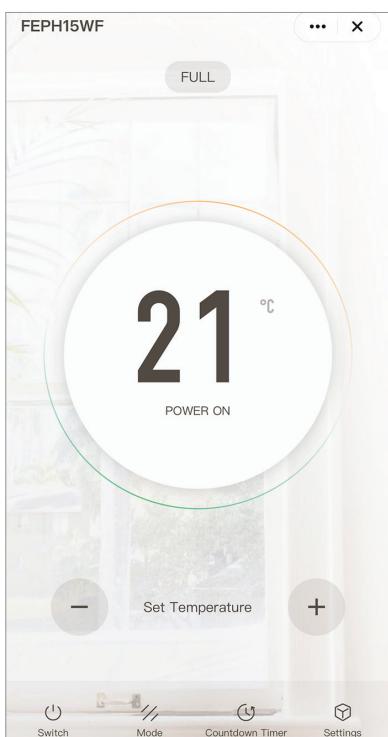 FEPH15WF
FULL
21 °C
POWER ON
Set Temperature
Switch Mode Countdown Timer Settings